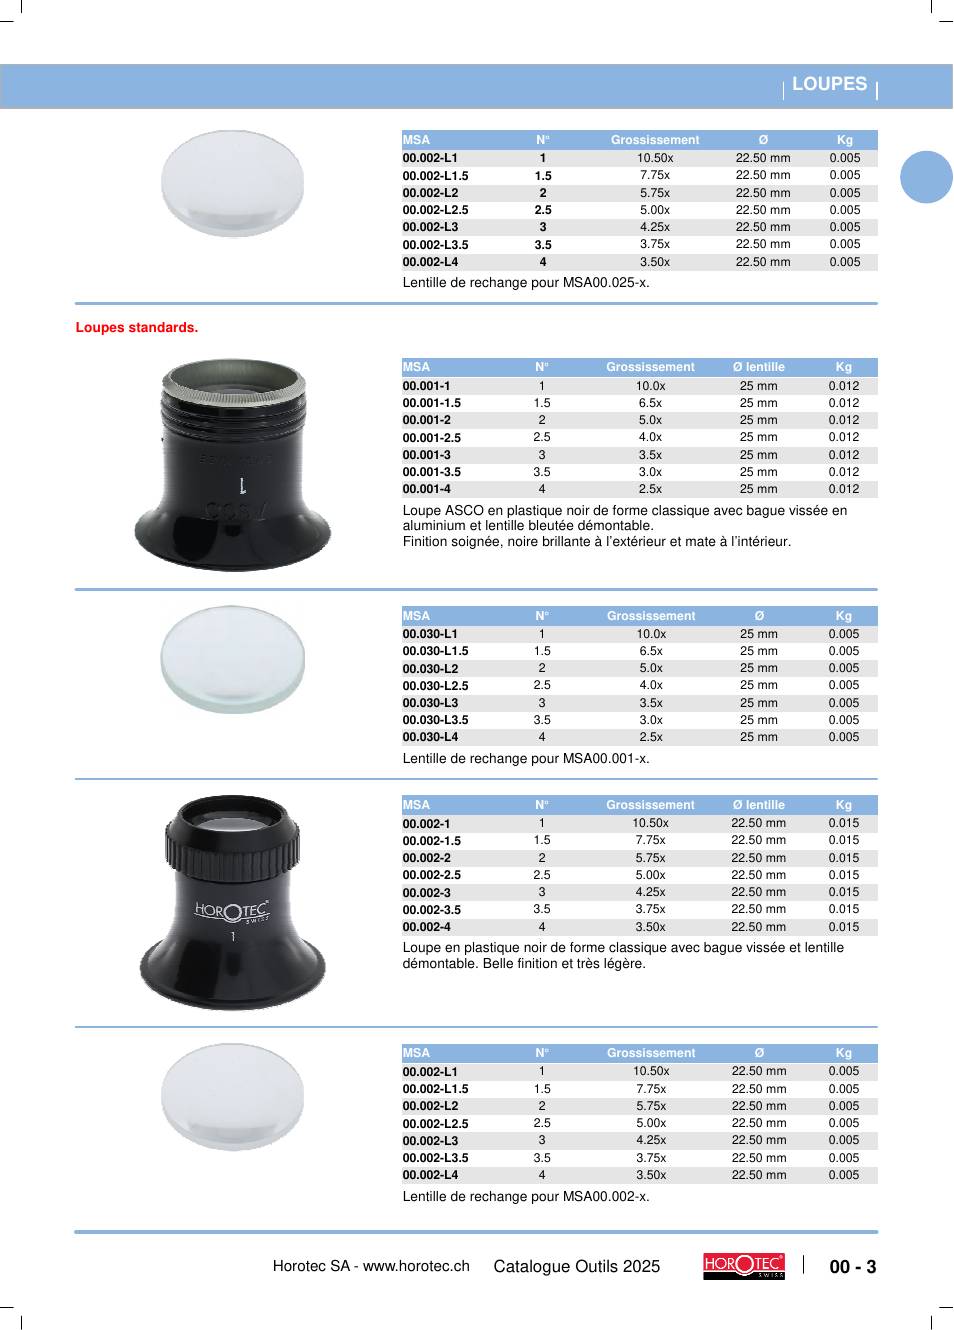 LOUPES
MSA N° Grossissement Ø Kg
00.002-L1 1 10.50x 22.50 mm 0.005
00.002-L1.5 1.5 7.75x 22.50 mm 0.005
00.002-L2 2 5.75x 22.50 mm 0.005
00.002-L2.5 2.5 5.00x 22.50 mm 0.005
00.002-L3 3 4.25x 22.50 mm 0.005
00.002-L3.5 3.5 3.75x 22.50 mm 0.005
00.002-L4 4 3.50x 22.50 mm 0.005
Lentille de rechange pour MSA00.025-x.
Loupes standards.
MSA N° Grossissement Ø lentille Kg
00.001-1 1 10.0x 25 mm 0.012
00.001-1.5 1.5 6.5x 25 mm 0.012
00.001-2 2 5.0x 25 mm 0.012
00.001-2.5 2.5 4.0x 25 mm 0.012
00.001-3 3 3.5x 25 mm 0.012
00.001-3.5 3.5 3.0x 25 mm 0.012
00.001-4 4 2.5x 25 mm 0.012
1
Loupe ASCO en plastique noir de forme classique avec bague vissée en
aluminium et lentille bleutée démontable.
Finition soignée, noire brillante à l'extérieur et mate à l'intérieur.
MSA N° Grossissement Ø Kg
00.030-L1 1 10.0x 25 mm 0.005
00.030-L1.5 1.5 6.5x 25 mm 0.005
00.030-L2 2 5.0x 25 mm 0.005
00.030-L2.5 2.5 4.0x 25 mm 0.005
00.030-L3 3 3.5x 25 mm 0.005
00.030-L3.5 3.5 3.0x 25 mm 0.005
00.030-L4 4 2.5x 25 mm 0.005
Lentille de rechange pour MSA00.001-x.
MSA N° Grossissement Ø lentille Kg
00.002-1 1 10.50x 22.50 mm 0.015
00.002-1.5 1.5 7.75x 22.50 mm 0.015
00.002-2 2 5.75x 22.50 mm 0.015
00.002-2.5 2.5 5.00x 22.50 mm 0.015
00.002-3 3 4.25x 22.50 mm 0.015
00.002-3.5 3.5 3.75x 22.50 mm 0.015
00.002-4 4 3.50x 22.50 mm 0.015
HOROTEC®
SWISS
1
Loupe en plastique noir de forme classique avec bague vissée et lentille
démontable. Belle finition et très légère.
MSA N° Grossissement Ø Kg
00.002-L1 1 10.50x 22.50 mm 0.005
00.002-L1.5 1.5 7.75x 22.50 mm 0.005
00.002-L2 2 5.75x 22.50 mm 0.005
00.002-L2.5 2.5 5.00x 22.50 mm 0.005
00.002-L3 3 4.25x 22.50 mm 0.005
00.002-L3.5 3.5 3.75x 22.50 mm 0.005
00.002-L4 4 3.50x 22.50 mm 0.005
Lentille de rechange pour MSA00.002-x.
Horotec SA - www.horotec.ch Catalogue Outils 2025 HOROTEC® 00 - 3
SWISS